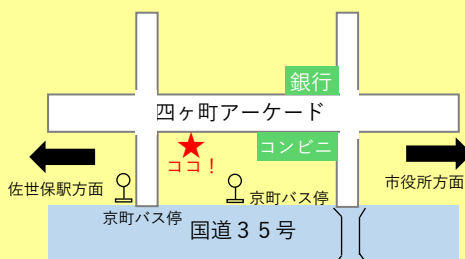 銀行
四ヶ町アーケード
コンビニ
ココ！
佐世保駅方面
市役所方面
京町バス停
京町バス停
国道３５号